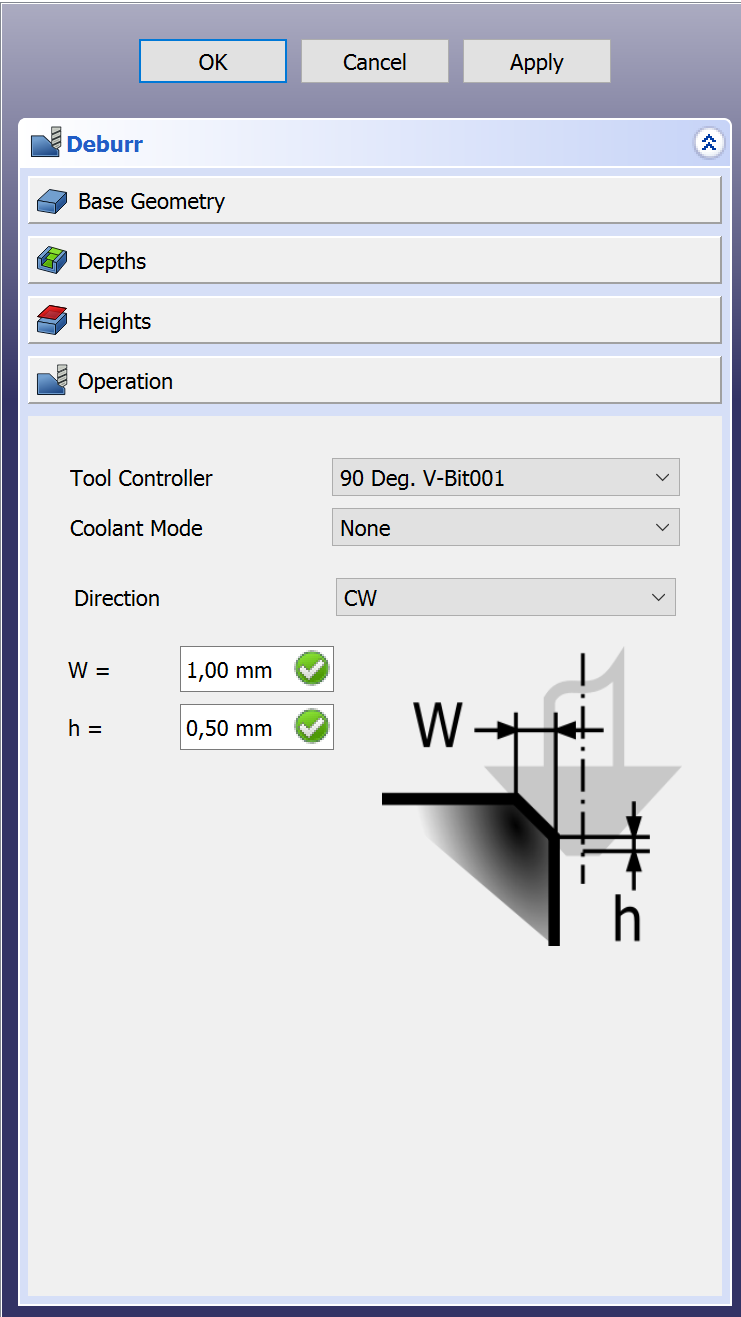 OK Cancel Apply
Deburr
Base Geometry
Depths
Heights
Operation
Tool Controller 90 Deg. V-Bit001
Coolant Mode None
Direction CW
W = 1,00 mm
h = 0,50 mm
W
h